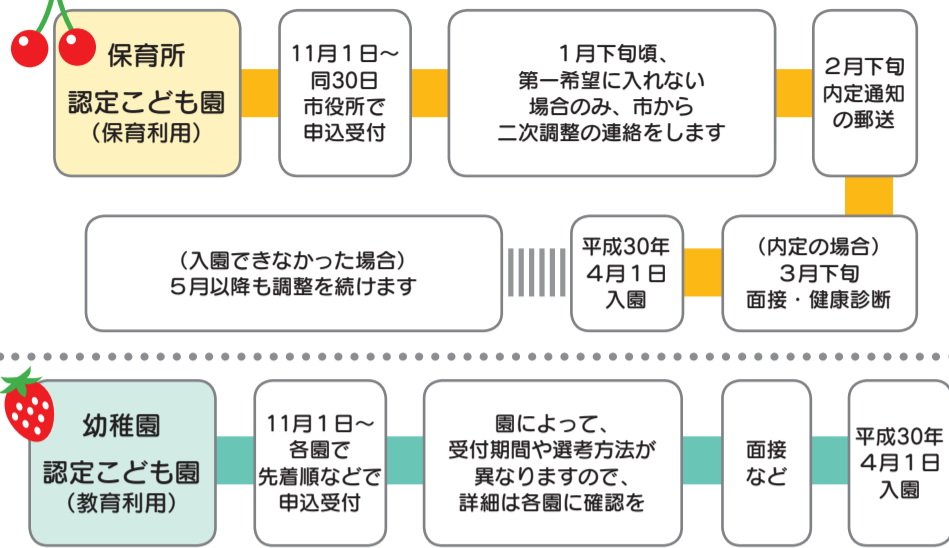 保育所
認定こども園
（保育利用）
11月1日～
同30日
市役所で
申込受付
1月下旬頃、
第一希望に入れない
場合のみ、市から
二次調整の連絡をします
2月下旬
内定通知
の郵送
（内定の場合）
3月下旬
面接・健康診断
平成30年
4月1日
入園
（入園できなかった場合）
5月以降も調整を続けます
幼稚園
認定こども園
（教育利用）
11月1日～
各園で
先着順などで
申込受付
園によって、
受付期間や選考方法が
異なりますので、
詳細は各園に確認を
面接
など
平成30年
4月1日
入園